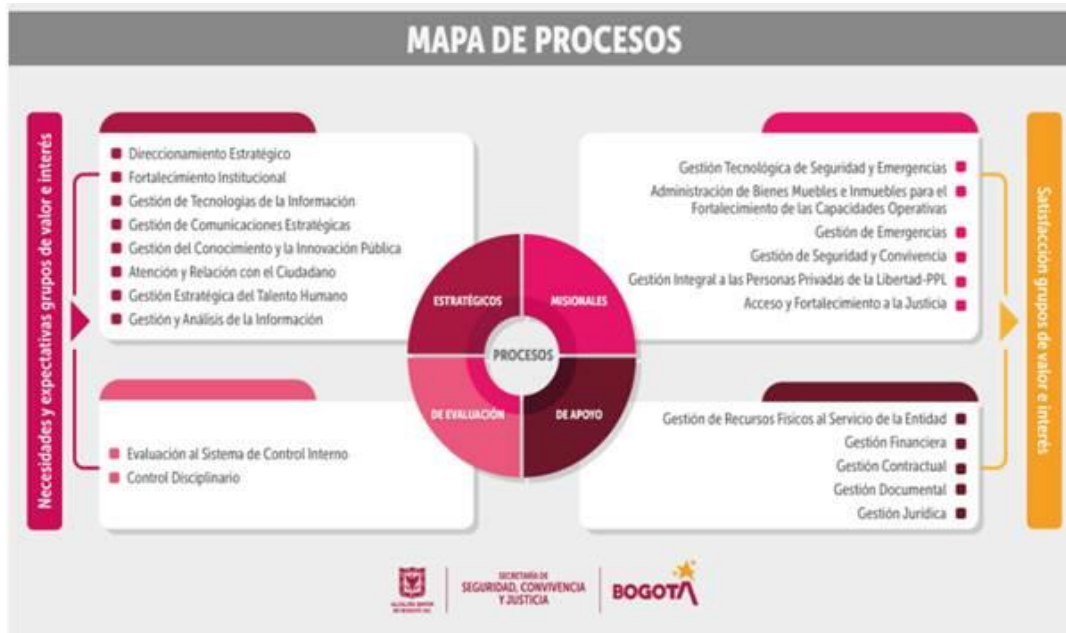 MAPA DE PROCESOS
Necesidades y expectativas grupos de valor e interés
Direccionamiento Estratégico
Fortalecimiento Institucional
Gestión de Tecnologías de la Información
Gestión de Comunicaciones Estratégicas
Gestión del Conocimiento y la Innovación Pública
Atención y Relación con el Ciudadano
Gestión Estratégica del Talento Humano
Gestión y Análisis de la Información
Evaluación al Sistema de Control Interno
Control Disciplinario
ESTRATÉGICOS
MISIONALES
PROCESOS
DE EVALUACIÓN
DE APOYO
Gestión Tecnológica de Seguridad y Emergencias
Administración de Bienes Muebles e Inmuebles para el
Fortalecimiento de las Capacidades Operativas
Gestión de Emergencias
Gestión de Seguridad y Convivencia
Gestión Integral a las Personas Privadas de la Libertad-PPL
Acceso y Fortalecimiento a la Justicia
Gestión de Recursos Físicos al Servicio de la Entidad
Gestión Financiera
Gestión Contractual
Gestión Documental
Gestión Jurídica
Satisfacción grupos de valor e interés
ALCALDÍA MAYOR
DE BOGOTÁ D.C.
SECRETARÍA DE
SEGURIDAD, CONVIVENCIA
Y JUSTICIA
BOGOTÁ